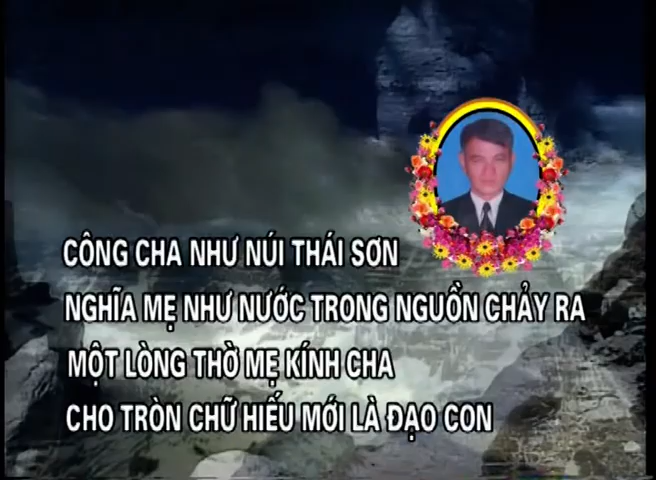 CÔNG CHA NHƯ NÚI THÁI SƠN
NGHĨA MẸ NHƯ NƯỚC TRONG NGUỒN CHẢY RA
MỘT LÒNG THỜ MẸ KÍNH CHA
CHO TRÒN CHỮ HIẾU MỚI LÀ ĐẠO CON